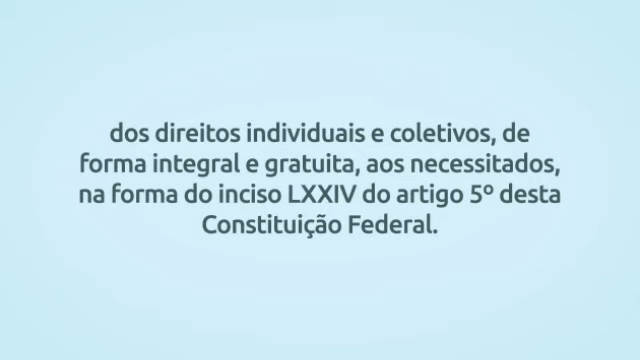 dos direitos individuais e coletivos, de
forma integral e gratuita, aos necessitados,
na forma do inciso LXXIV do artigo 5º desta
Constituição Federal.